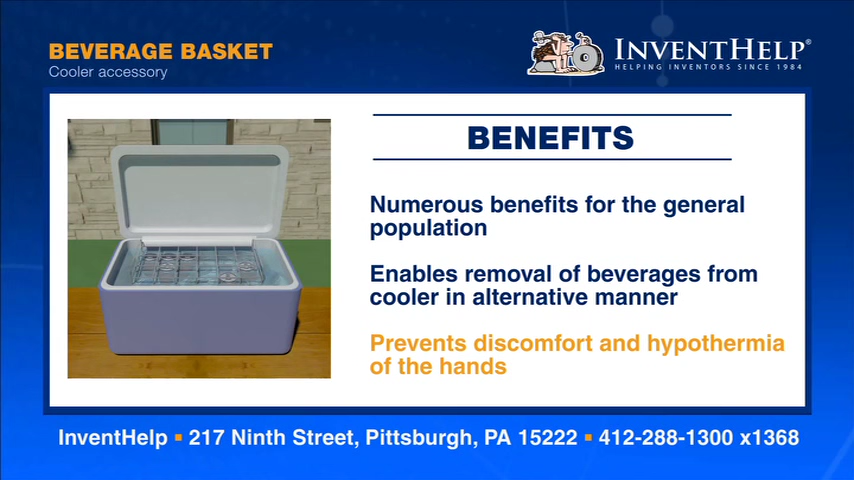 BEVERAGE BASKET
Cooler accessory
INVENTHELP®
HELPING INVENTORS SINCE 1984
BENEFITS
Numerous benefits for the general
population
Enables removal of beverages from
cooler in alternative manner
Prevents discomfort and hypothermia
of the hands
InventHelp ▪ 217 Ninth Street, Pittsburgh, PA 15222 ▪ 412-288-1300 x1368